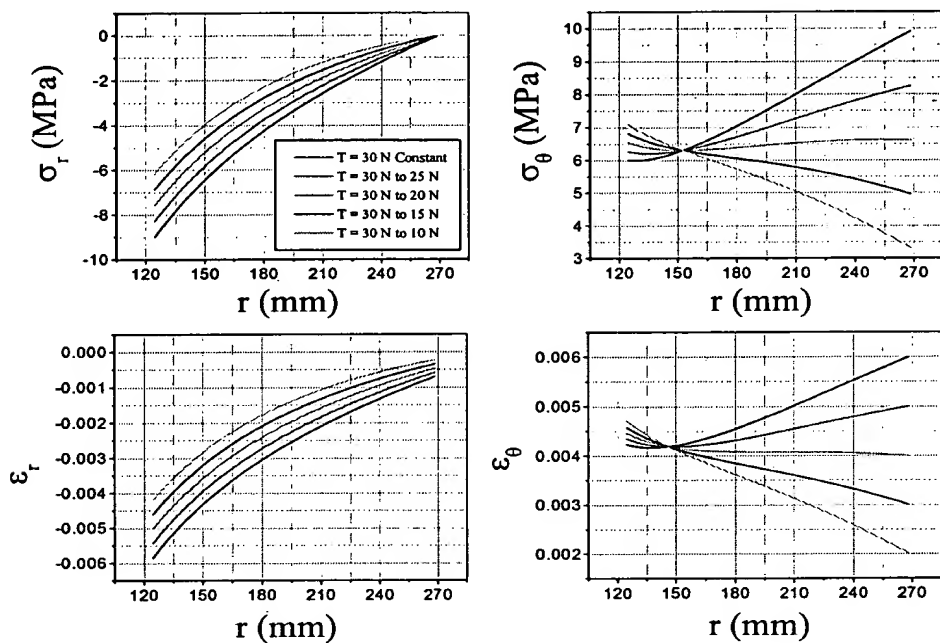 0
-2
-4
-6
-8
-10
σr (MPa)
T = 30 N Constant
T = 30 N to 25 N
T = 30 N to 20 N
T = 30 N to 15 N
T = 30 N to 10 N
120 150 180 210 240 270
r (mm)
10
9
8
7
6
5
4
3
σθ (MPa)
120 150 180 210 240 270
r (mm)
0.000
-0.001
-0.002
-0.003
-0.004
-0.005
-0.006
εr
120 150 180 210 240 270
r (mm)
0.006
0.005
0.004
0.003
0.002
εθ
120 150 180 210 240 270
r (mm)